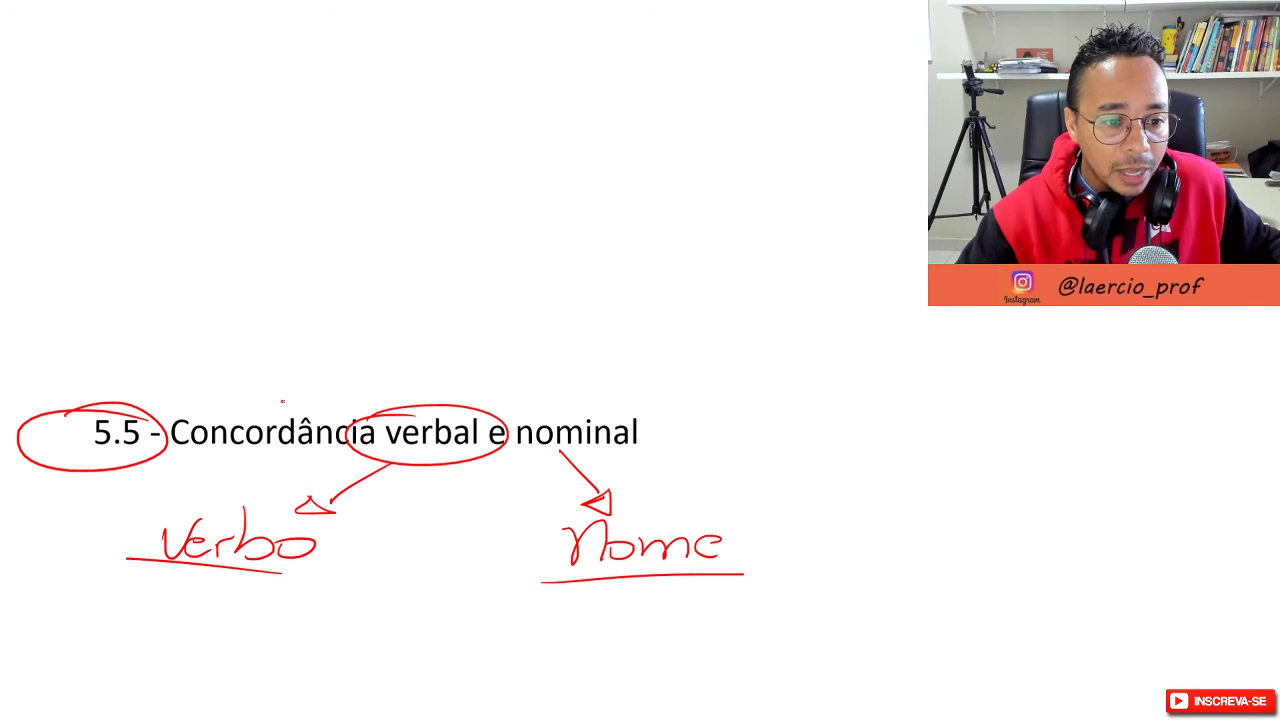 Instagram
@laercio_prof
5.5 - Concordância verbal e nominal
Verbo
nome
INSCREVA-SE